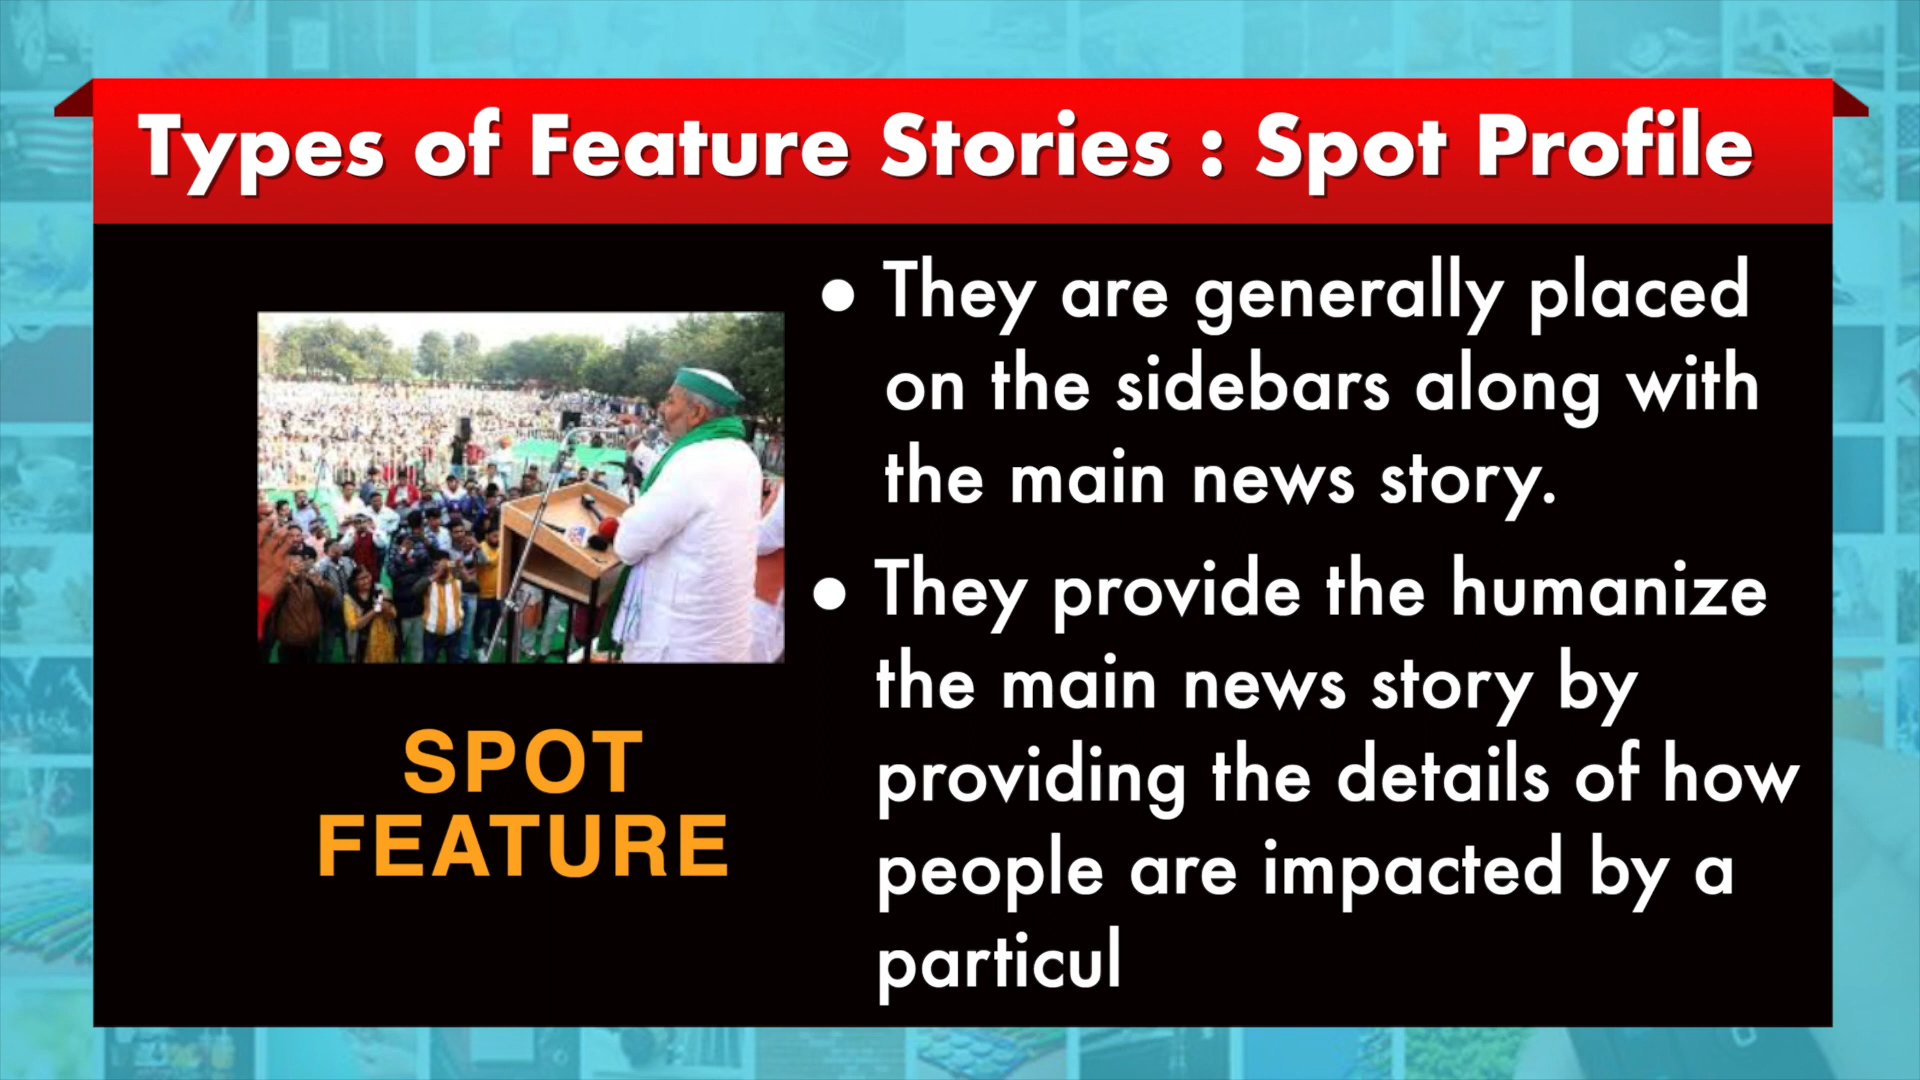 Types of Feature Stories : Spot Profile
● They are generally placed
on the sidebars along with
the main news story.
● They provide the humanize
the main news story by
providing the details of how
people are impacted by a
particul
SPOT
FEATURE